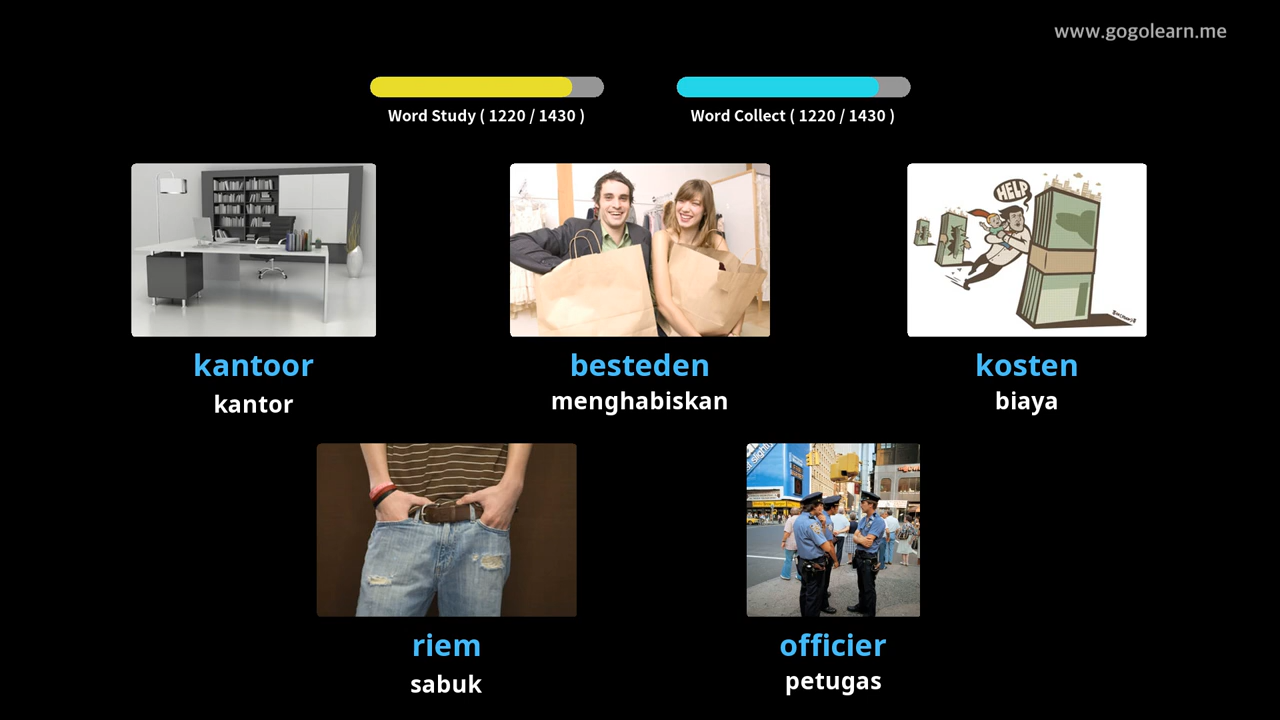 www.gogolearn.me
Word Study ( 1220 / 1430 )
Word Collect ( 1220 / 1430 )
HELP
kantoor
kantor
besteden
menghabiskan
kosten
biaya
riem
sabuk
officier
petugas